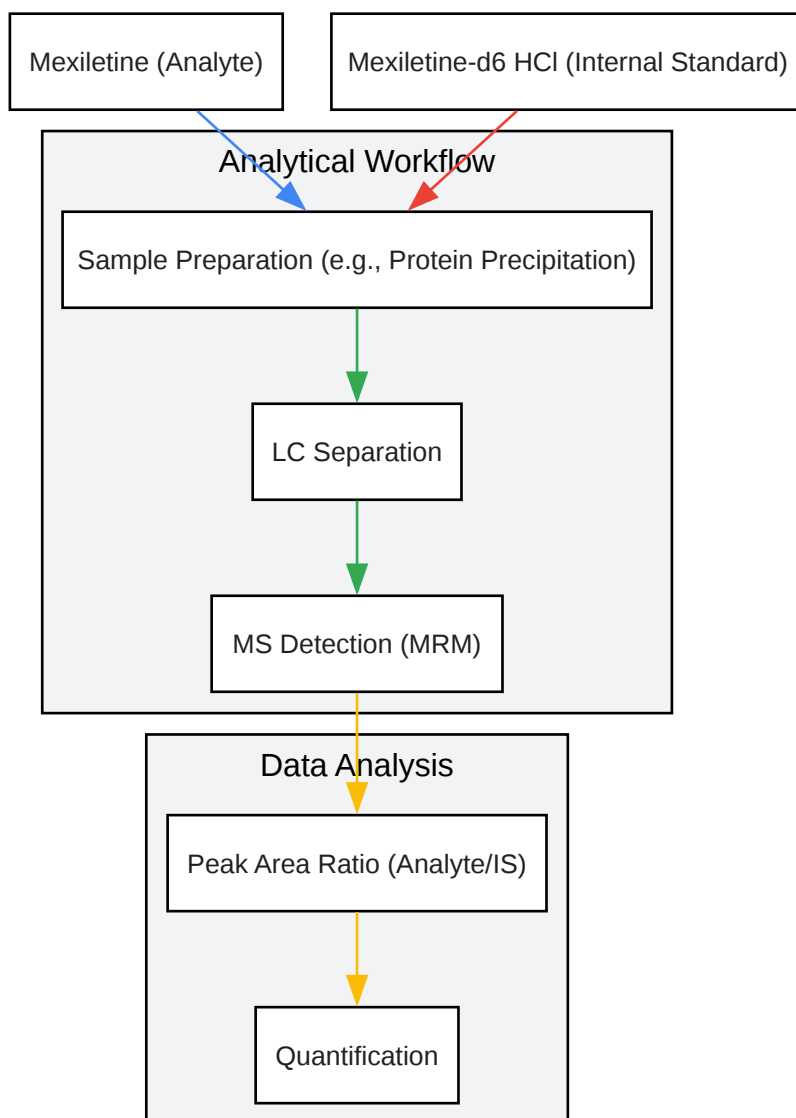 Mexiletine (Analyte)
Mexiletine-d6 HCl (Internal Standard)
Analytical Workflow
Sample Preparation (e.g., Protein Precipitation)
LC Separation
MS Detection (MRM)
Data Analysis
Peak Area Ratio (Analyte/IS)
Quantification